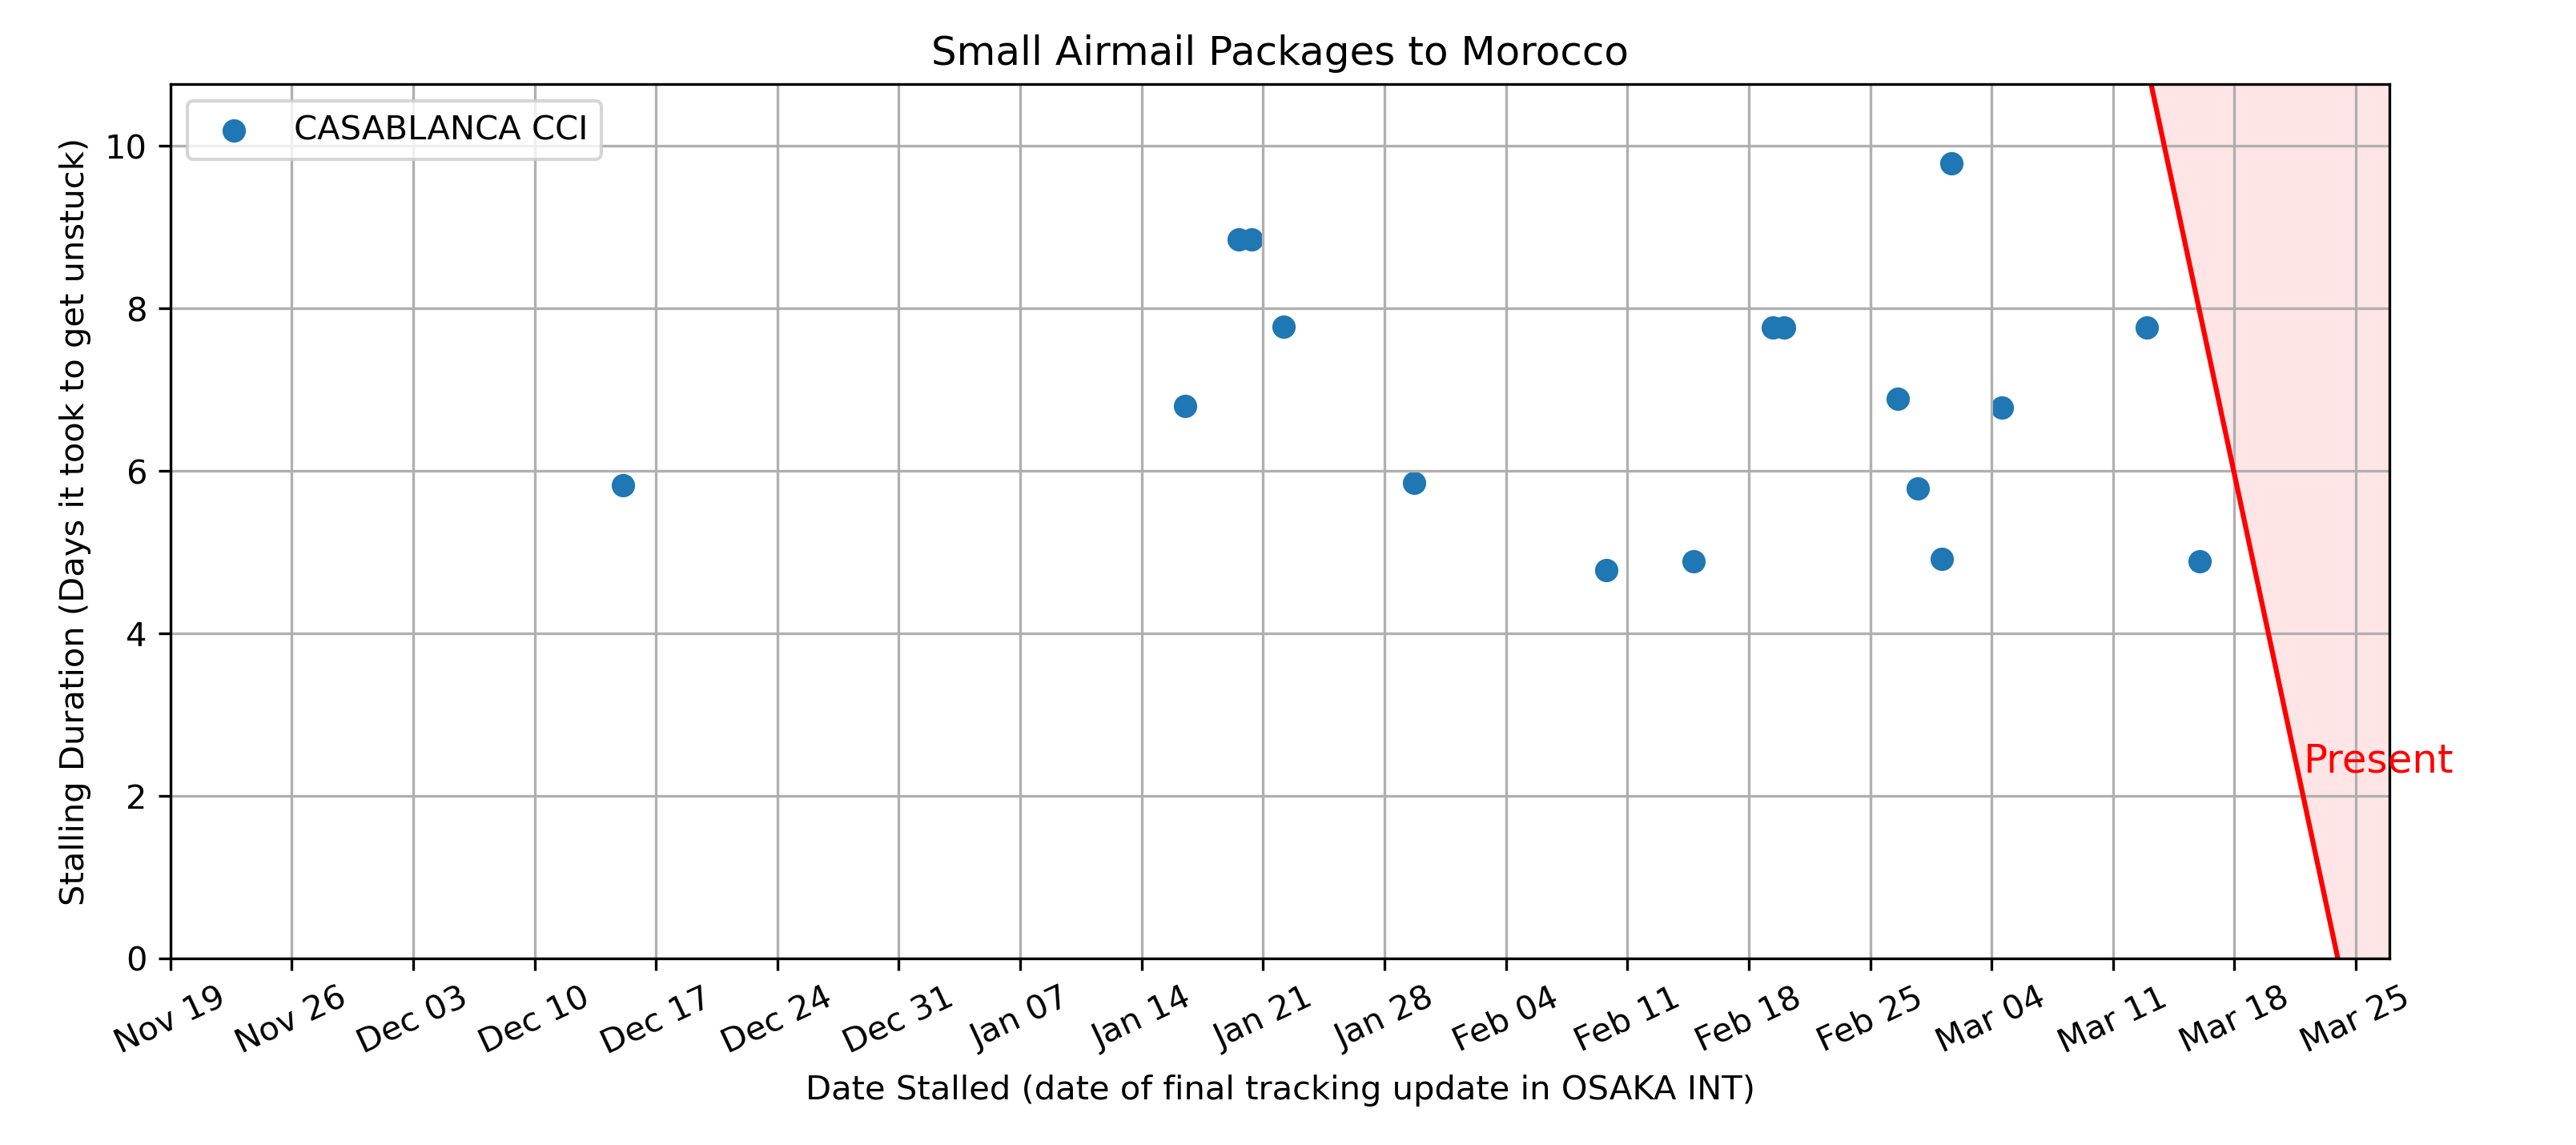 Small Airmail Packages to Morocco
CASABLANCA CCI
Stalling Duration (Days it took to get unstuck)
10
8
6
4
2
0
Present
Nov 19
Nov 26
Dec 03
Dec 10
Dec 17
Dec 24
Dec 31
Jan 07
Jan 14
Jan 21
Jan 28
Feb 04
Feb 11
Feb 18
Feb 25
Mar 04
Mar 11
Mar 18
Mar 25
Date Stalled (date of final tracking update in OSAKA INT)